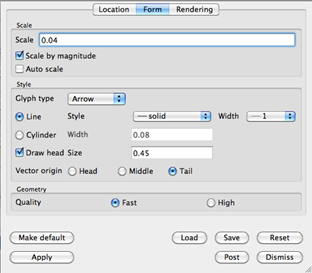 Location Form Rendering
Scale
Scale 0.04
Scale by magnitude
Auto scale
Style
Glyph type Arrow
Line Style — solid Width — 1
Cylinder Width 0.08
Draw head Size 0.45
Vector origin Head Middle Tail
Geometry
Quality Fast High
Make default Load Save Reset
Apply Post Dismiss